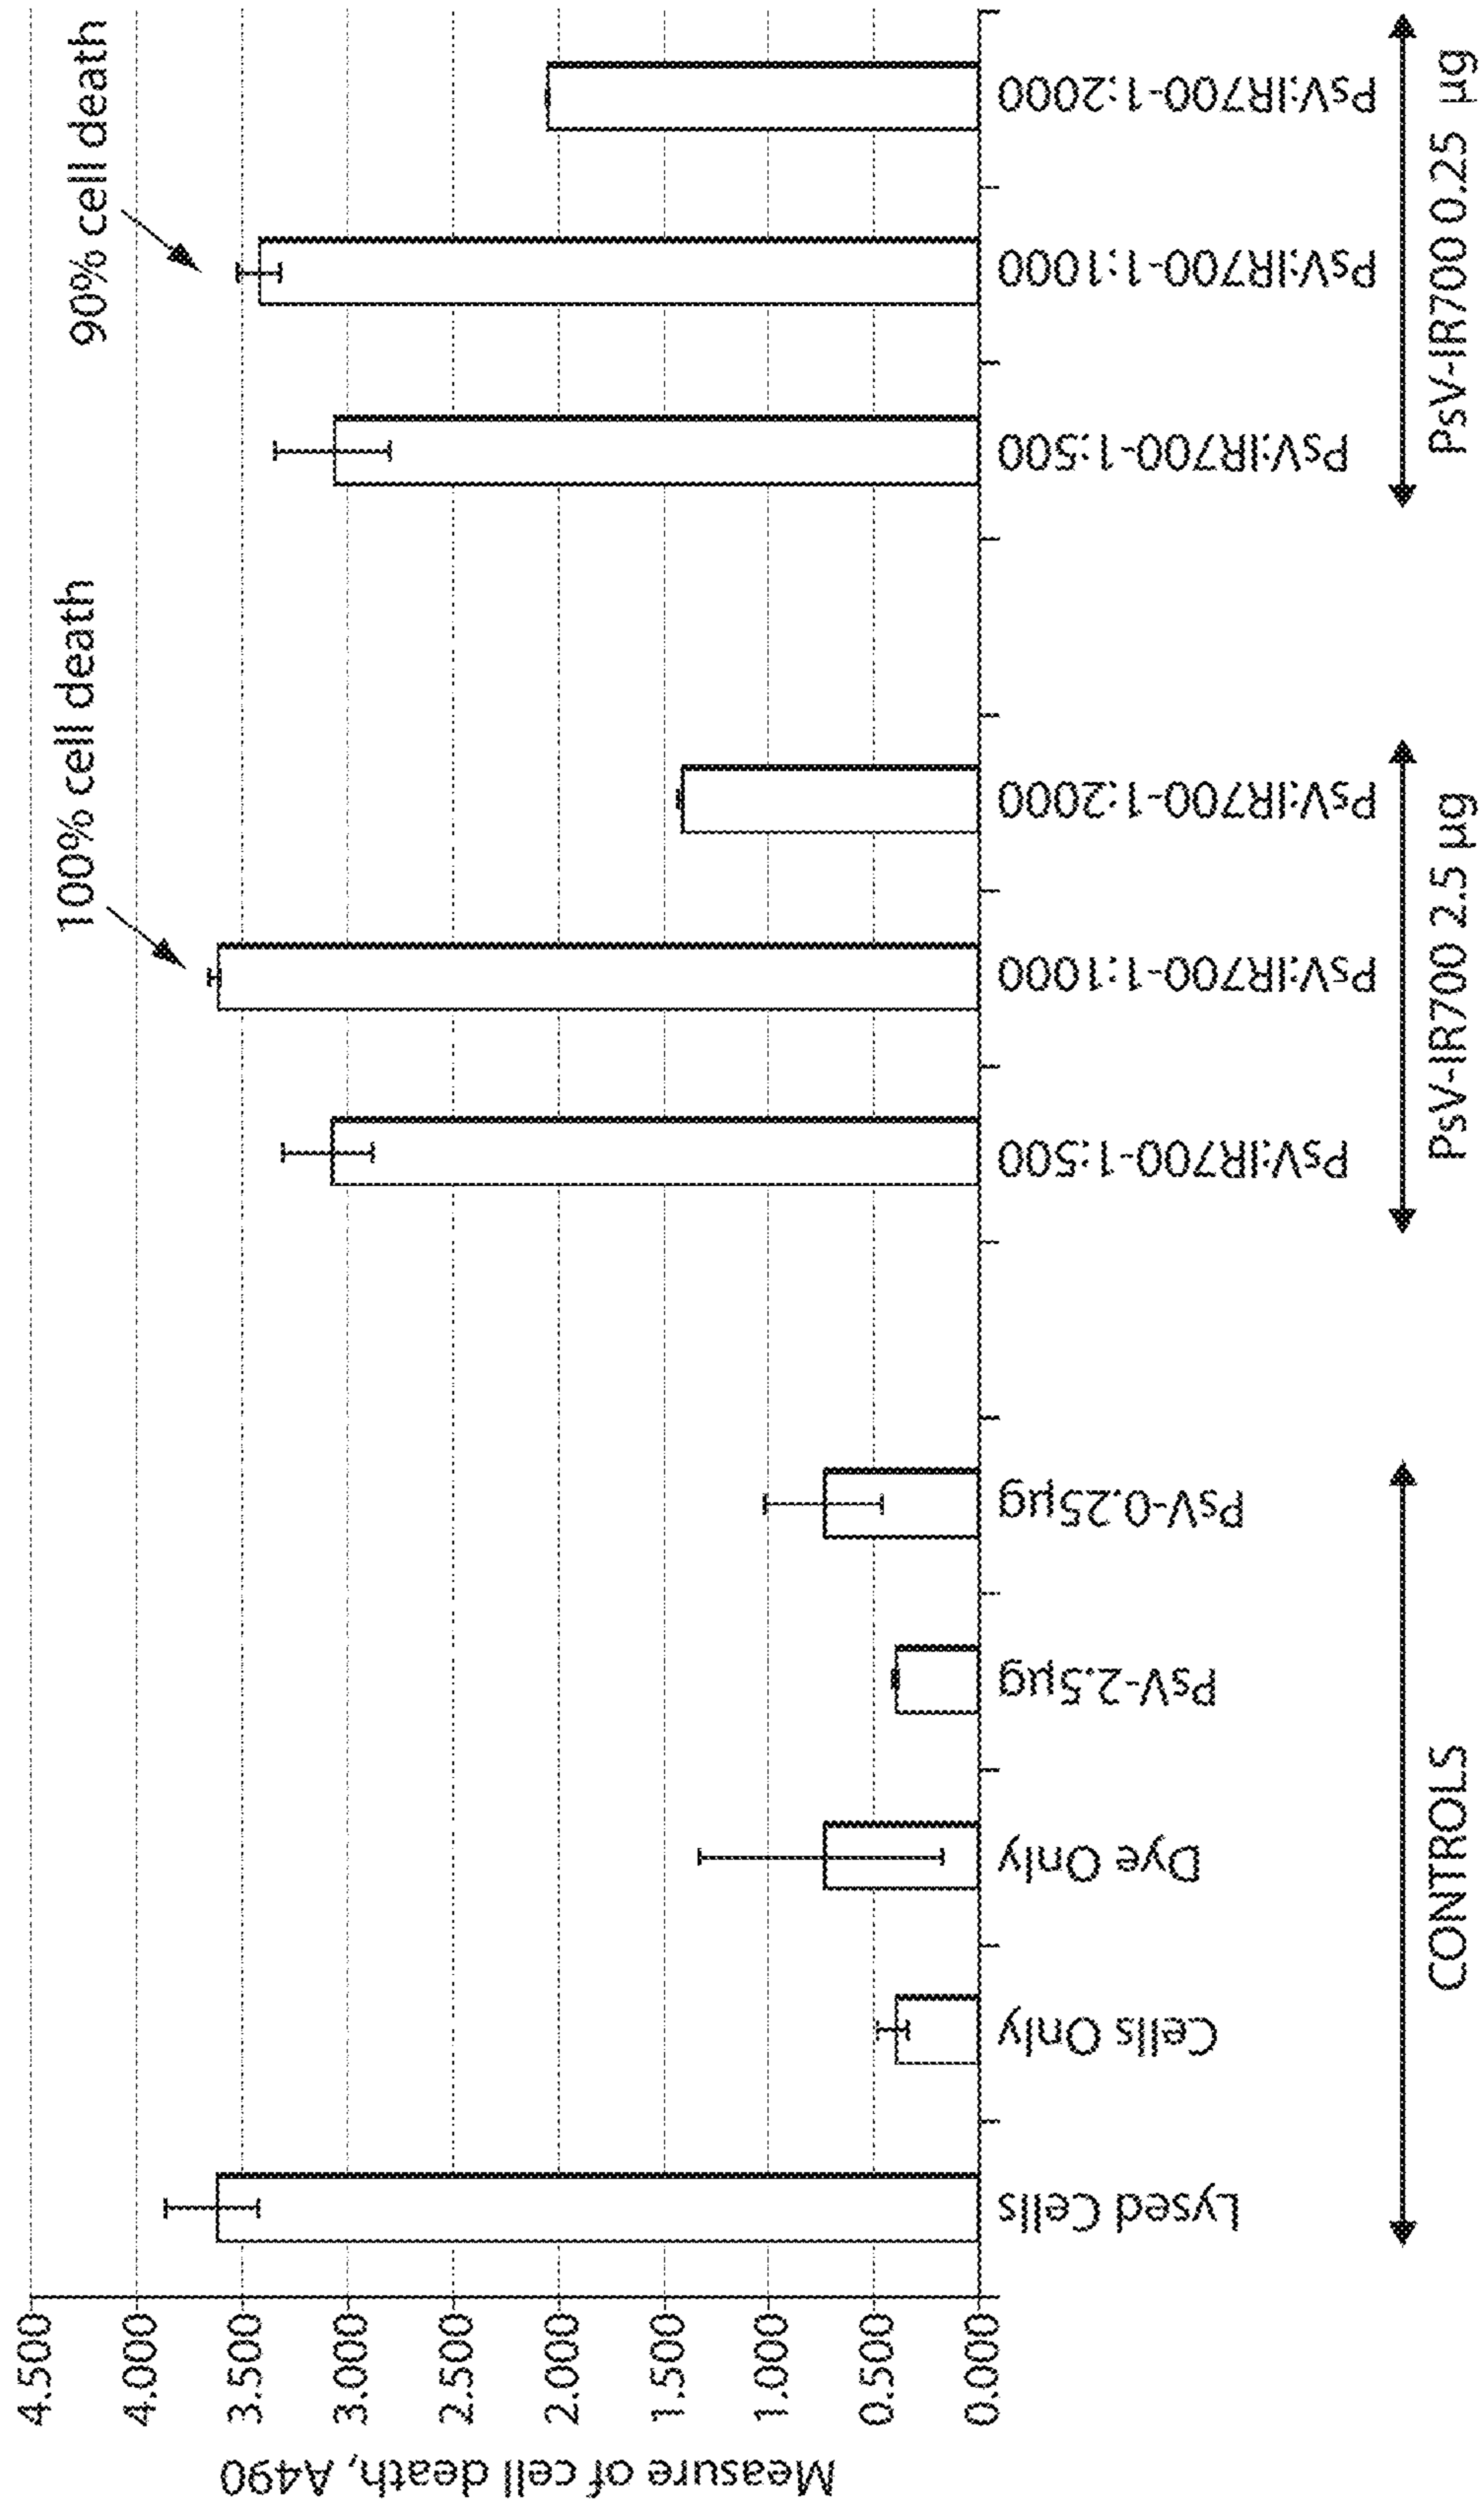 Measure of cell death, A490
4.500
4.000
3.500
3.000
2.500
2.000
1.500
1.000
0.500
0.000
100% cell death
90% cell death
Lysed Cells
Cells Only
Dye Only
PsV-2.5µg
PsV-0.25µg
PsV:IR700-1:500
PsV:IR700-1:1000
PsV:IR700-1:2000
PsV:IR700-1:500
PsV:IR700-1:1000
PsV:IR700-1:2000
CONTROLS
PsV-IR700 2.5 µg
PsV-IR700 0.25 µg